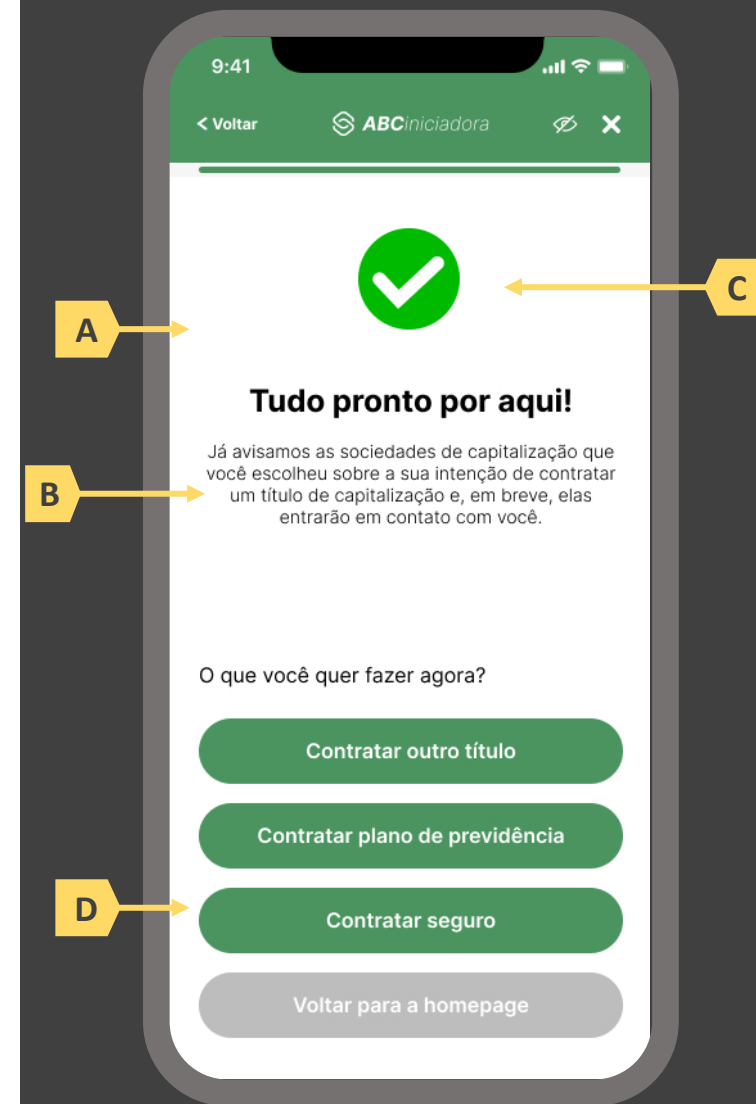 9:41
< Voltar
ABCiniciadora
C
A
Tudo pronto por aqui!
Já avisamos as sociedades de capitalização que
você escolheu sobre a sua intenção de contratar
B
um título de capitalização e, em breve, elas
entrarão em contato com você.
O que você quer fazer agora?
Contratar outro título
Contratar plano de previdência
D
Contratar seguro
Voltar para a homepage